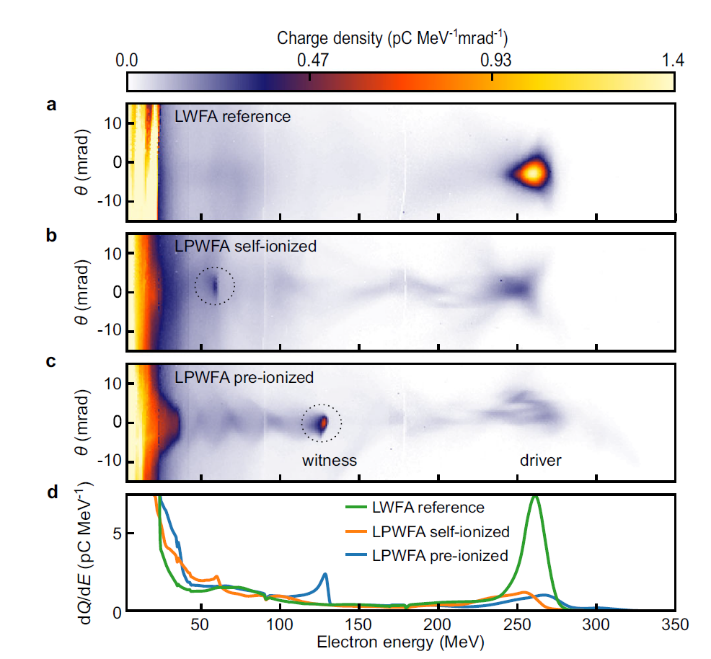 Charge density (pC MeV⁻¹mrad⁻¹)
0.0 0.47 0.93 1.4
a
LWFA reference
10
0
-10
θ (mrad)
b
LPWFA self-ionized
10
0
-10
θ (mrad)
c
LPWFA pre-ionized
10
0
-10
θ (mrad)
witness driver
d
LWFA reference
LPWFA self-ionized
LPWFA pre-ionized
5
0
dQ/dE (pC MeV⁻¹)
50 100 150 200 250 300 350
Electron energy (MeV)